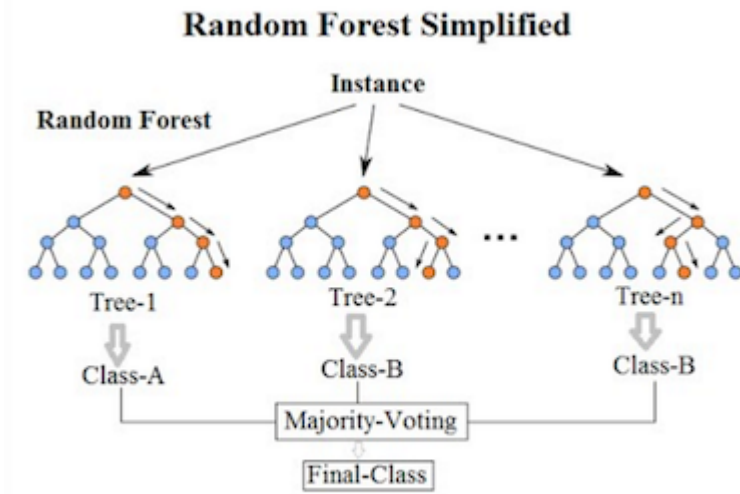 Random Forest Simplified
Instance
Random Forest
...
Tree-1
Tree-2
Tree-n
Class-A
Class-B
Class-B
Majority-Voting
Final-Class